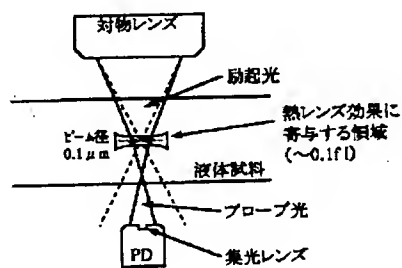 対物レンズ
励起光
熱レンズ効果に
寄与する領域
(~0.1fl)
ビーム径
0.1μm
液体試料
プローブ光
集光レンズ
PD